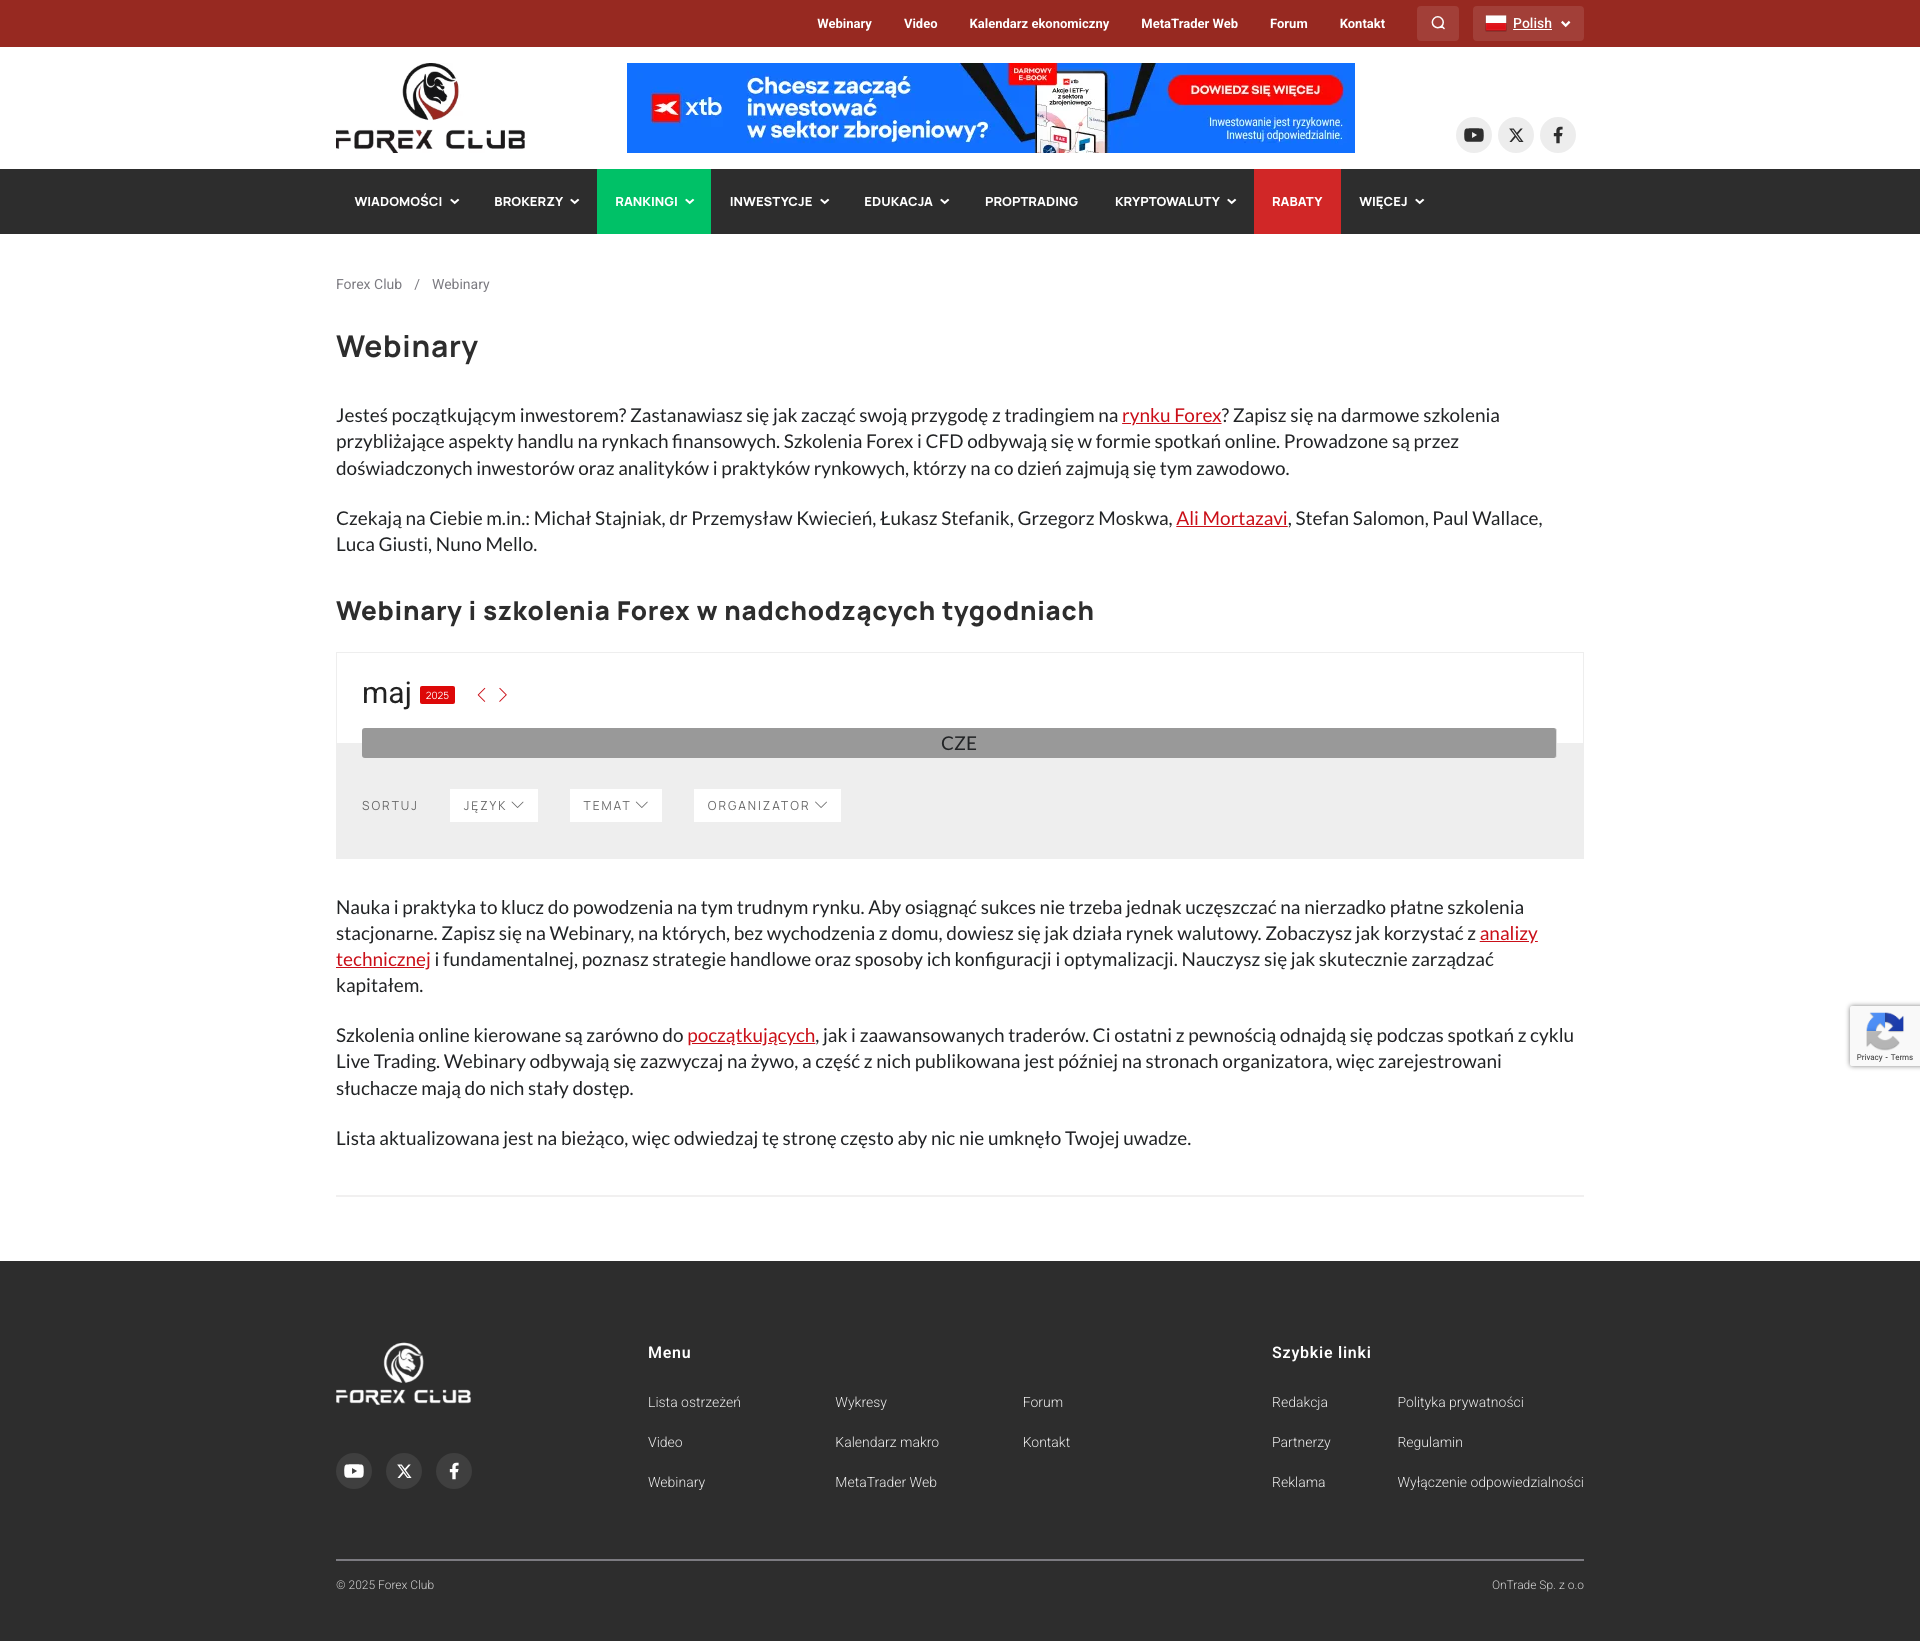 Webinary Video Kalendarz ekonomiczny MetaTrader Web Forum Kontakt Polish
FOREX CLUB
xtb
Chcesz zacząć
inwestować
w sektor zbrojeniowy?
DARMOWY
E-BOOK
xtb
Akcje i ETF-y
z sektora
zbrojeniowego
DOWIEDZ SIĘ WIĘCEJ
Inwestowanie jest ryzykowne.
Inwestuj odpowiedzialnie.
WIADOMOŚCI BROKERZY RANKINGI INWESTYCJE EDUKACJA PROPTRADING KRYPTOWALUTY RABATY WIĘCEJ
Forex Club / Webinary
Webinary
Jesteś początkującym inwestorem? Zastanawiasz się jak zacząć swoją przygodę z tradingiem na rynku Forex? Zapisz się na darmowe szkolenia
przybliżające aspekty handlu na rynkach finansowych. Szkolenia Forex i CFD odbywają się w formie spotkań online. Prowadzone są przez
doświadczonych inwestorów oraz analityków i praktyków rynkowych, którzy na co dzień zajmują się tym zawodowo.
Czekają na Ciebie m.in.: Michał Stajniak, dr Przemysław Kwiecień, Łukasz Stefanik, Grzegorz Moskwa, Ali Mortazavi, Stefan Salomon, Paul Wallace,
Luca Giusti, Nuno Mello.
Webinary i szkolenia Forex w nadchodzących tygodniach
maj 2025
CZE
SORTUJ JĘZYK TEMAT ORGANIZATOR
Nauka i praktyka to klucz do powodzenia na tym trudnym rynku. Aby osiągnąć sukces nie trzeba jednak uczęszczać na nierzadko płatne szkolenia
stacjonarne. Zapisz się na Webinary, na których, bez wychodzenia z domu, dowiesz się jak działa rynek walutowy. Zobaczysz jak korzystać z analizy
technicznej i fundamentalnej, poznasz strategie handlowe oraz sposoby ich konfiguracji i optymalizacji. Nauczysz się jak skutecznie zarządzać
kapitałem.
Szkolenia online kierowane są zarówno do początkujących, jak i zaawansowanych traderów. Ci ostatni z pewnością odnajdą się podczas spotkań z cyklu
Live Trading. Webinary odbywają się zazwyczaj na żywo, a część z nich publikowana jest później na stronach organizatora, więc zarejestrowani
słuchacze mają do nich stały dostęp.
Lista aktualizowana jest na bieżąco, więc odwiedzaj tę stronę często aby nic nie umknęło Twojej uwadze.
Privacy - Terms
FOREX CLUB
Menu
Lista ostrzeżeń Wykresy Forum
Video Kalendarz makro Kontakt
Webinary MetaTrader Web
Szybkie linki
Redakcja Polityka prywatności
Partnerzy Regulamin
Reklama Wyłączenie odpowiedzialności
© 2025 Forex Club
OnTrade Sp. z o.o